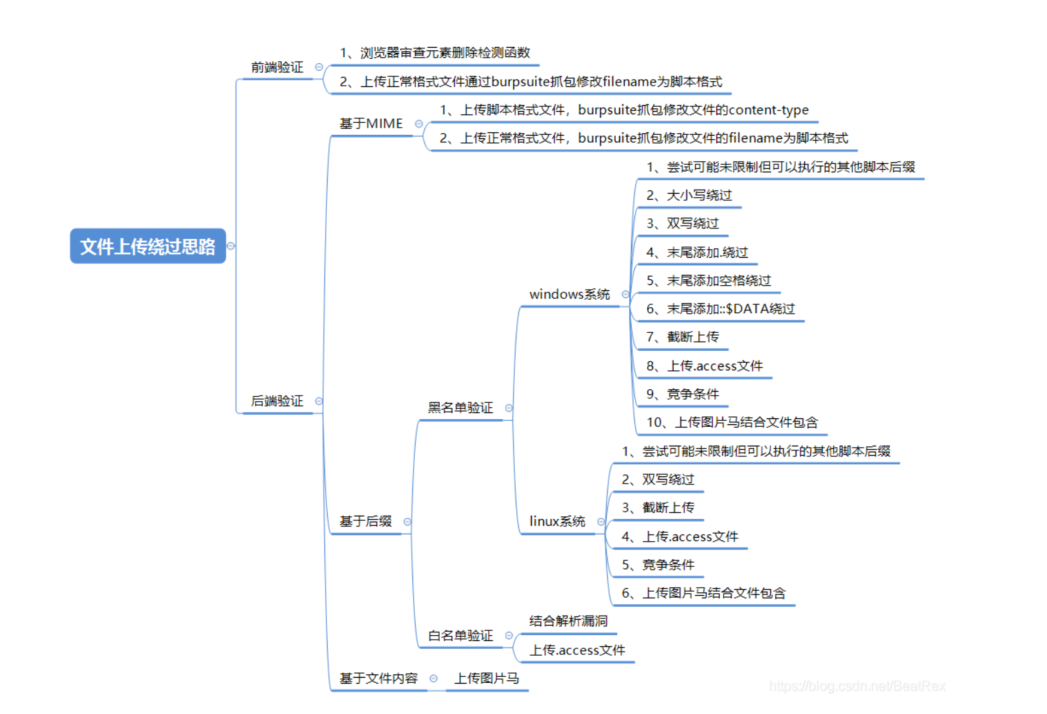 文件上传绕过思路
前端验证
1、浏览器审查元素删除检测函数
2、上传正常格式文件通过burpsuite抓包修改filename为脚本格式
后端验证
基于MIME
1、上传脚本格式文件，burpsuite抓包修改文件的content-type
2、上传正常格式文件，burpsuite抓包修改文件的filename为脚本格式
基于后缀
黑名单验证
windows系统
1、尝试可能未限制但可以执行的其他脚本后缀
2、大小写绕过
3、双写绕过
4、末尾添加.绕过
5、末尾添加空格绕过
6、末尾添加::$DATA绕过
7、截断上传
8、上传.access文件
9、竞争条件
10、上传图片马结合文件包含
linux系统
1、尝试可能未限制但可以执行的其他脚本后缀
2、双写绕过
3、截断上传
4、上传.access文件
5、竞争条件
6、上传图片马结合文件包含
白名单验证
结合解析漏洞
上传.access文件
基于文件内容
上传图片马
https://blog.csdn.net/BeatRex